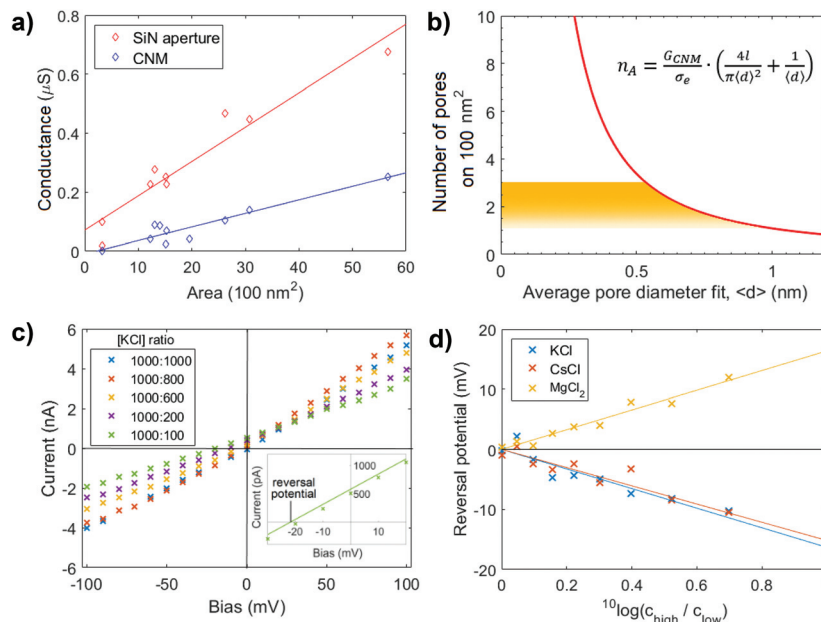 a)
SiN aperture
CNM
Conductance (μS)
0.8
0.6
0.4
0.2
0
0 10 20 30 40 50 60
Area (100 nm²)
b)
n_A = G_CNM/σ_e · (4l/π⟨d⟩² + 1/⟨d⟩)
Number of pores
on 100 nm²
10
8
6
4
2
0
0 0.5 1
Average pore diameter fit, <d> (nm)
c)
[KCl] ratio
1000:1000
1000:800
1000:600
1000:200
1000:100
Current (nA)
6
4
2
0
-2
-4
-6
-100 -50 0 50 100
Bias (mV)
reversal
potential
Current (pA)
1000
500
-20 -10 10
Bias (mV)
d)
KCl
CsCl
MgCl₂
Reversal potential (mV)
20
10
0
-10
-20
0 0.2 0.4 0.6 0.8
¹⁰log(c_high / c_low)